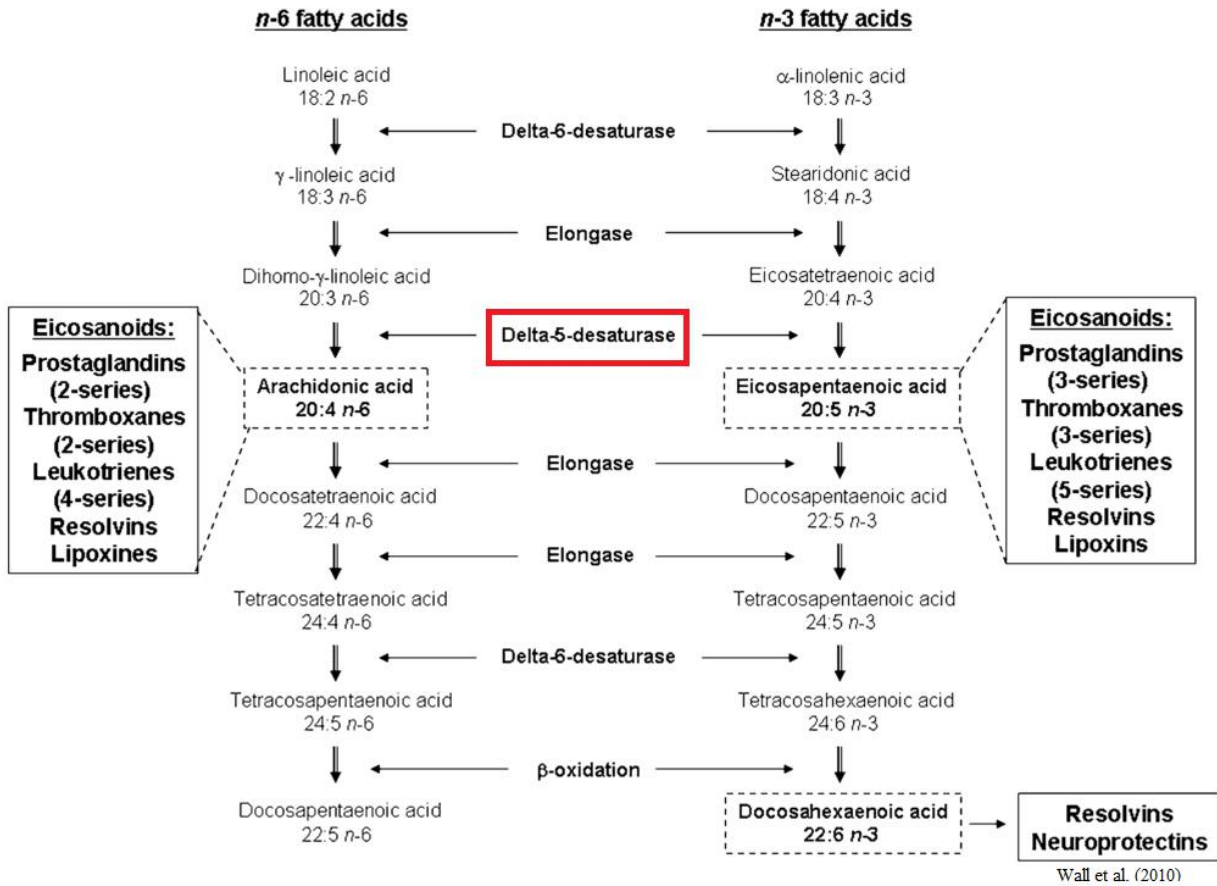 n-6 fatty acids
n-3 fatty acids
Linoleic acid
18:2 n-6
α-linolenic acid
18:3 n-3
Delta-6-desaturase
γ-linoleic acid
18:3 n-6
Stearidonic acid
18:4 n-3
Elongase
Dihomo-γ-linoleic acid
20:3 n-6
Eicosatetraenoic acid
20:4 n-3
Delta-5-desaturase
Eicosanoids:
Prostaglandins
(2-series)
Thromboxanes
(2-series)
Leukotrienes
(4-series)
Resolvins
Lipoxines
Arachidonic acid
20:4 n-6
Eicosapentaenoic acid
20:5 n-3
Eicosanoids:
Prostaglandins
(3-series)
Thromboxanes
(3-series)
Leukotrienes
(5-series)
Resolvins
Lipoxins
Elongase
Docosatetraenoic acid
22:4 n-6
Docosapentaenoic acid
22:5 n-3
Elongase
Tetracosatetraenoic acid
24:4 n-6
Tetracosapentaenoic acid
24:5 n-3
Delta-6-desaturase
Tetracosapentaenoic acid
24:5 n-6
Tetracosahexaenoic acid
24:6 n-3
β-oxidation
Docosapentaenoic acid
22:5 n-6
Docosahexaenoic acid
22:6 n-3
Resolvins
Neuroprotectins
Wall et al. (2010)